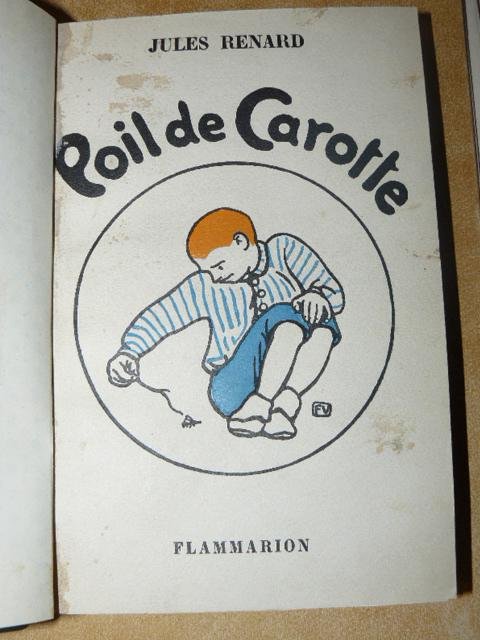 JULES RENARD
Poil de Carotte
FV
FLAMMARION